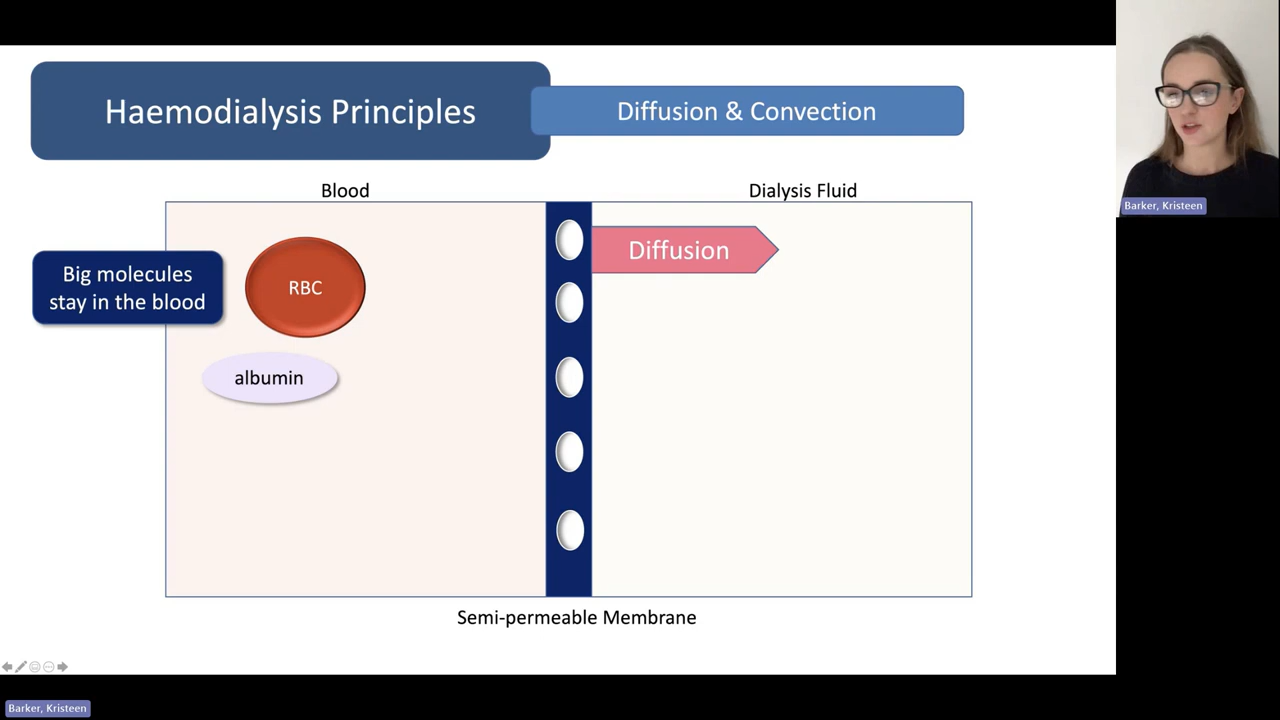 Haemodialysis Principles
Diffusion & Convection
Blood
Dialysis Fluid
Big molecules
stay in the blood
RBC
albumin
Diffusion
Semi-permeable Membrane
Barker, Kristeen
Barker, Kristeen